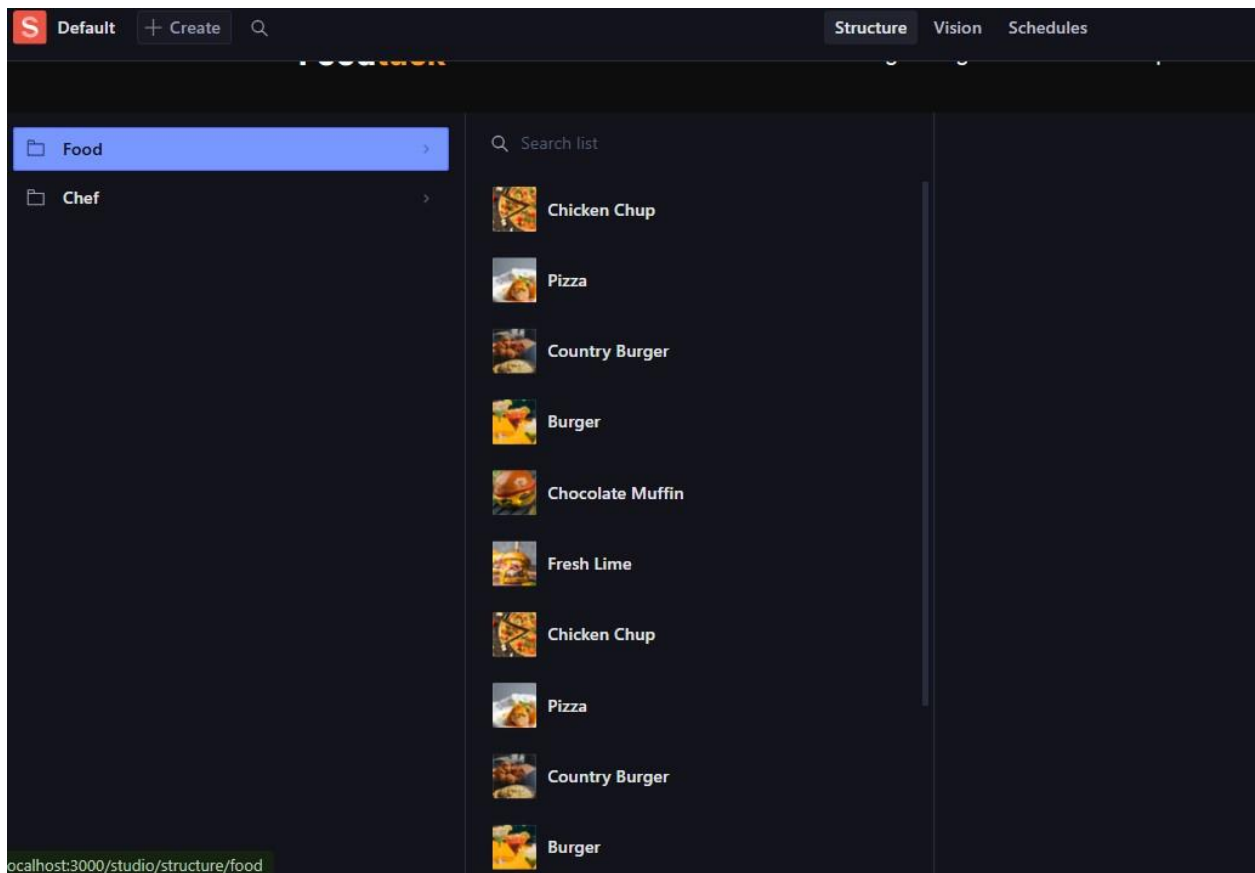 S Default + Create Structure Vision Schedules
Food
Chef
Search list
Chicken Chup
Pizza
Country Burger
Burger
Chocolate Muffin
Fresh Lime
Chicken Chup
Pizza
Country Burger
Burger
ocalhost:3000/studio/structure/food